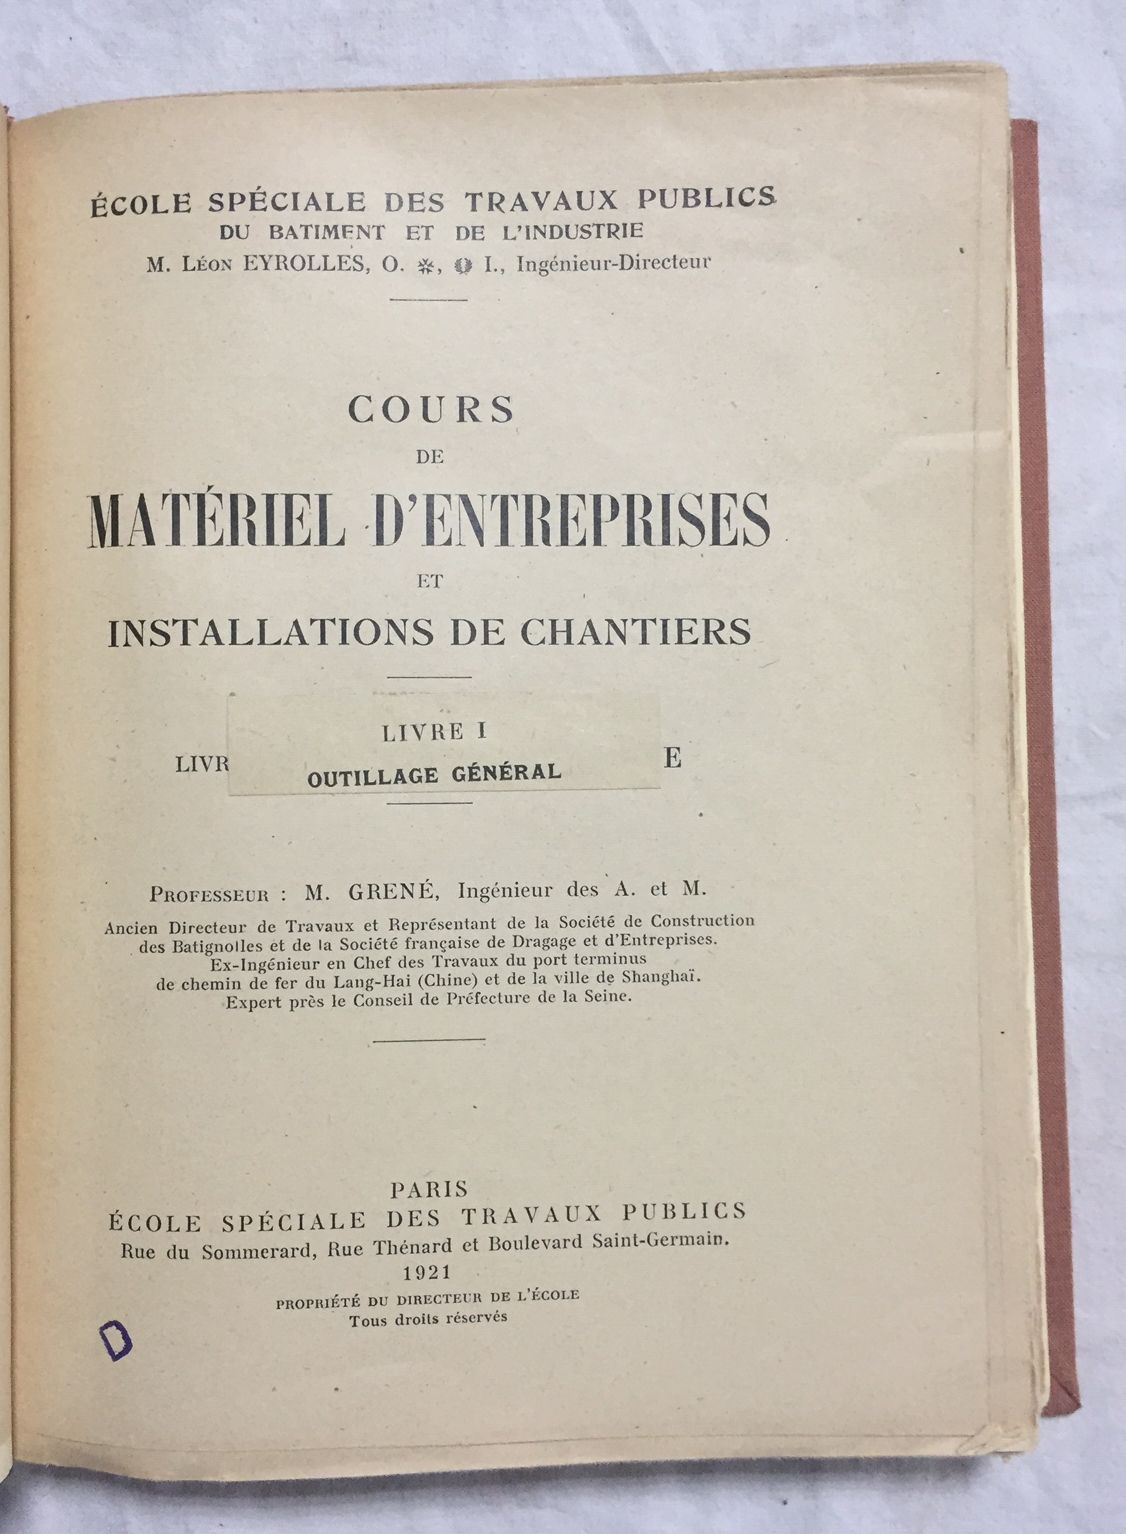 ÉCOLE SPÉCIALE DES TRAVAUX PUBLICS
DU BATIMENT ET DE L'INDUSTRIE
M. LÉON EYROLLES, O. , I., Ingénieur-Directeur
COURS
DE
MATÉRIEL D'ENTREPRISES
ET
INSTALLATIONS DE CHANTIERS
LIVRE I
LIVR E
OUTILLAGE GÉNÉRAL
PROFESSEUR : M. GRENÉ, Ingénieur des A. et M.
Ancien Directeur de Travaux et Représentant de la Société de Construction
des Batignolles et de la Société française de Dragage et d'Entreprises.
Ex-Ingénieur en Chef des Travaux du port terminus
de chemin de fer du Lang-Hai (Chine) et de la ville de Shanghaï.
Expert près le Conseil de Préfecture de la Seine.
PARIS
ÉCOLE SPÉCIALE DES TRAVAUX PUBLICS
Rue du Sommerard, Rue Thénard et Boulevard Saint-Germain.
1921
PROPRIÉTÉ DU DIRECTEUR DE L'ÉCOLE
Tous droits réservés
D